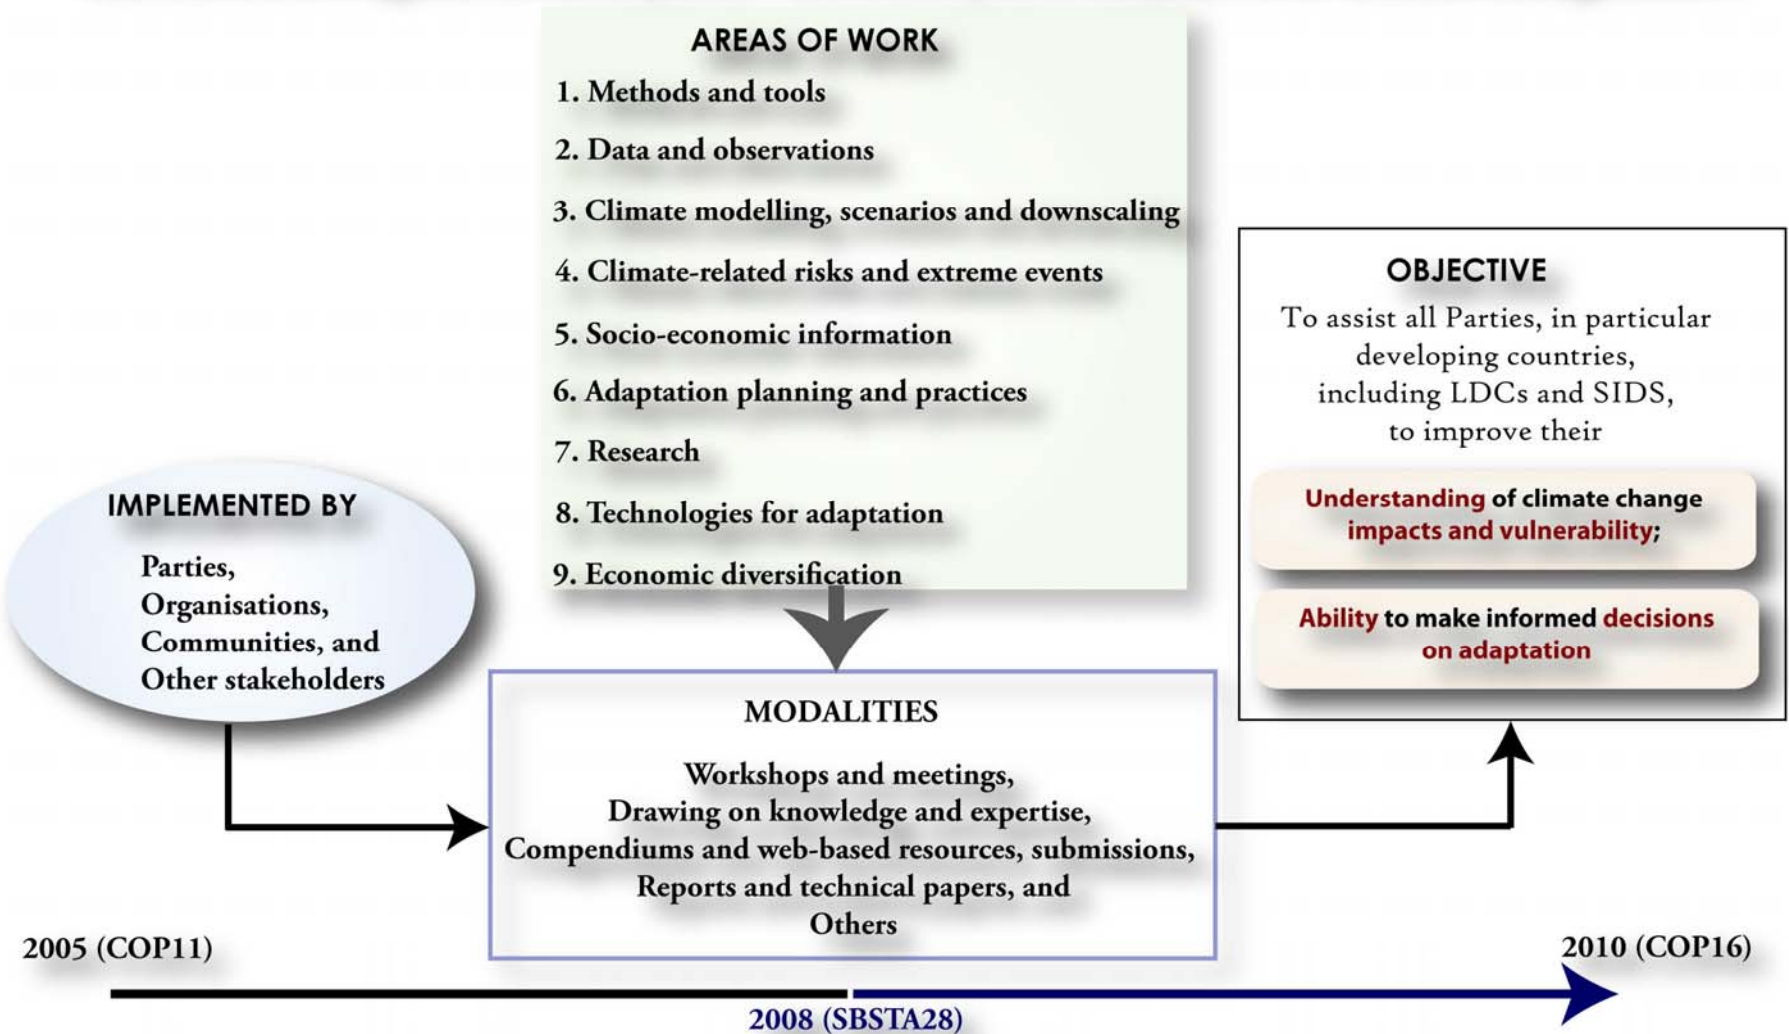 AREAS OF WORK
1. Methods and tools
2. Data and observations
3. Climate modelling, scenarios and downscaling
4. Climate-related risks and extreme events
5. Socio-economic information
6. Adaptation planning and practices
7. Research
8. Technologies for adaptation
9. Economic diversification
IMPLEMENTED BY
Parties,
Organisations,
Communities, and
Other stakeholders
MODALITIES
Workshops and meetings,
Drawing on knowledge and expertise,
Compendiums and web-based resources, submissions,
Reports and technical papers, and
Others
OBJECTIVE
To assist all Parties, in particular
developing countries,
including LDCs and SIDS,
to improve their
Understanding of climate change
impacts and vulnerability;
Ability to make informed decisions
on adaptation
2005 (COP11)
2008 (SBSTA28)
2010 (COP16)